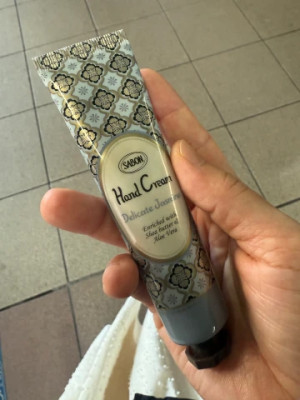 SABON
Hand Cream
Delicate Jasmine
Enriched with
Shea butter &
Aloe Vera